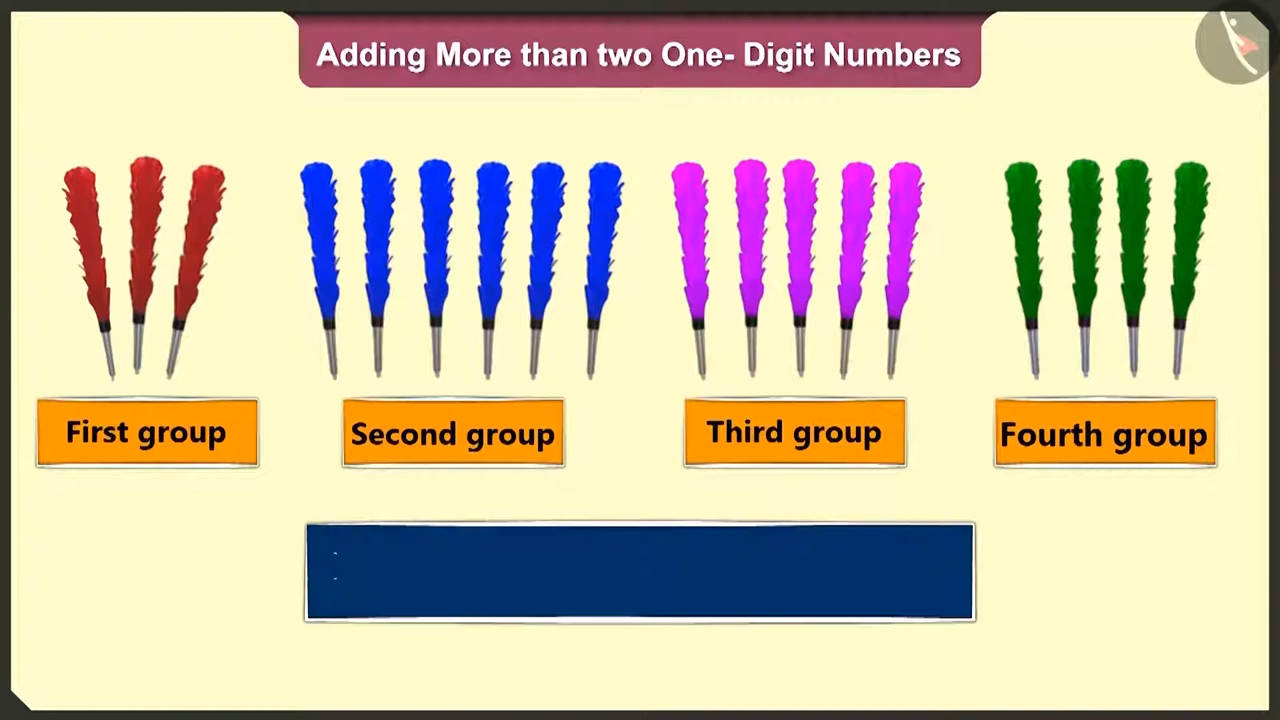 Adding More than two One- Digit Numbers
First group
Second group
Third group
Fourth group